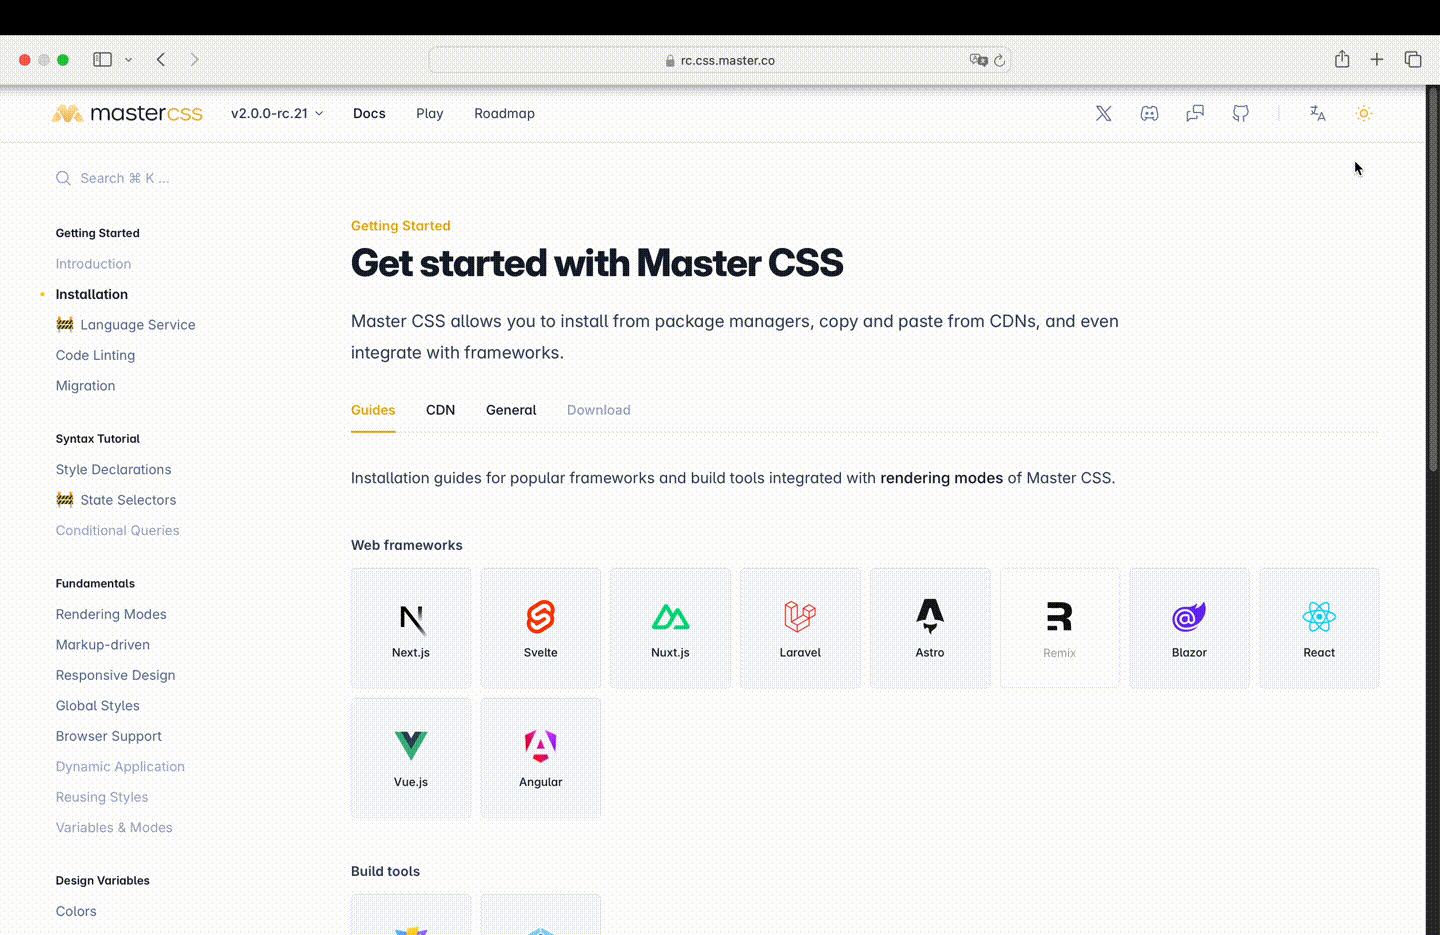 rc.css.master.co
mastercss
v2.0.0-rc.21
Docs
Play
Roadmap
Search ⌘ K ...
Getting Started
Introduction
Installation
🚧 Language Service
Code Linting
Migration
Syntax Tutorial
Style Declarations
🚧 State Selectors
Conditional Queries
Fundamentals
Rendering Modes
Markup-driven
Responsive Design
Global Styles
Browser Support
Dynamic Application
Reusing Styles
Variables & Modes
Design Variables
Colors
Getting Started
Get started with Master CSS
Master CSS allows you to install from package managers, copy and paste from CDNs, and even
integrate with frameworks.
Guides
CDN
General
Download
Installation guides for popular frameworks and build tools integrated with rendering modes of Master CSS.
Web frameworks
Next.js
Svelte
Nuxt.js
Laravel
Astro
Remix
Blazor
React
Vue.js
Angular
Build tools